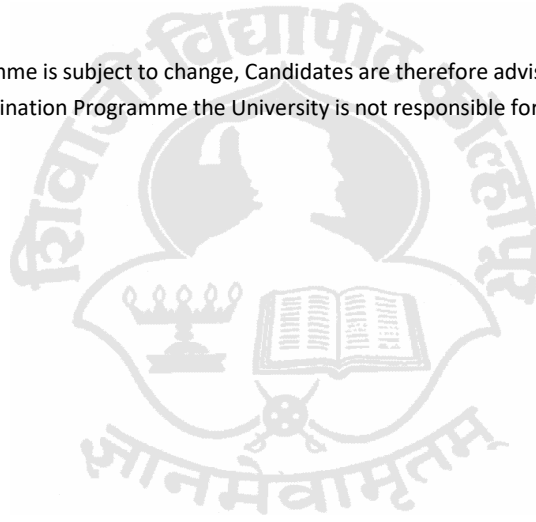 शिवाजी विद्यापीठ कोल्हापूर
mme is subject to change, Candidates are therefore advis
ination Programme the University is not responsible for
ज्ञानमेवामृतम्